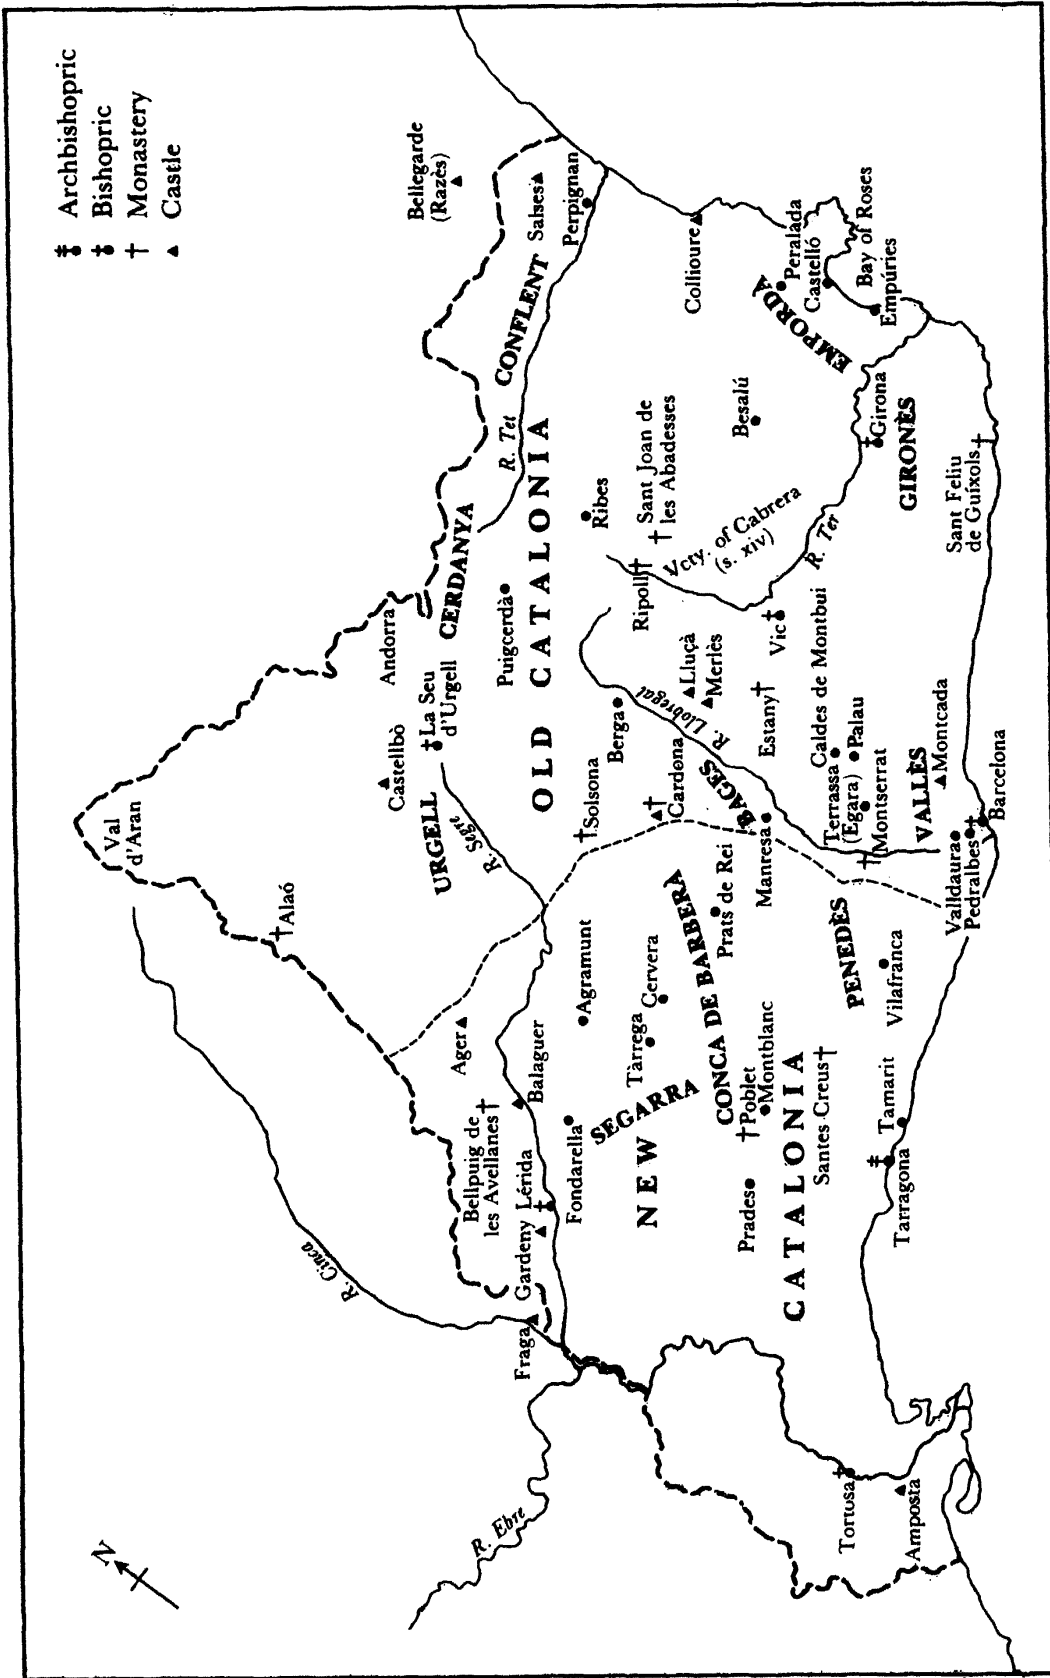 Archbishopric
Bishopric
Monastery
Castle
N
Val
d'Aran
Alaó
Andorra
Castellbò
La Seu
d'Urgell
URGELL
R. Segre
CERDANYA
Puigcerdà
OLD CATALONIA
R. Tet
CONFLENT
Salses
Bellegarde
(Razès)
Perpignan
Collioure
Peralada
Castelló
Bay of Roses
Empúries
EMPORDA
Besalú
Girona
GIRONÈS
Sant Feliu
de Guíxols
Ribes
Sant Joan de
les Abadesses
Ripoll
Vcty. of Cabrera
(s. xiv)
R. Ter
Vic
Lluçà
Merlès
Estany
R. Llobregat
Berga
Solsona
Cardona
BAGES
Manresa
Caldes de Montbui
Terrassa
(Egara)
Palau
Montserrat
VALLÈS
Montcada
Barcelona
Valldaura
Pedralbes
R. Cinca
Ager
Bellpuig de
les Avellanes
Balaguer
Agramunt
Gardeny
Lérida
Fraga
Fondarella
Tàrrega
Cervera
SEGARRA
Prats de Rei
CONCA DE BARBERA
PENEDÈS
Vilafranca
NEW
CATALONIA
Poblet
Montblanc
Prades
Santes Creus
Tamarit
Tarragona
R. Ebre
Tortosa
Amposta